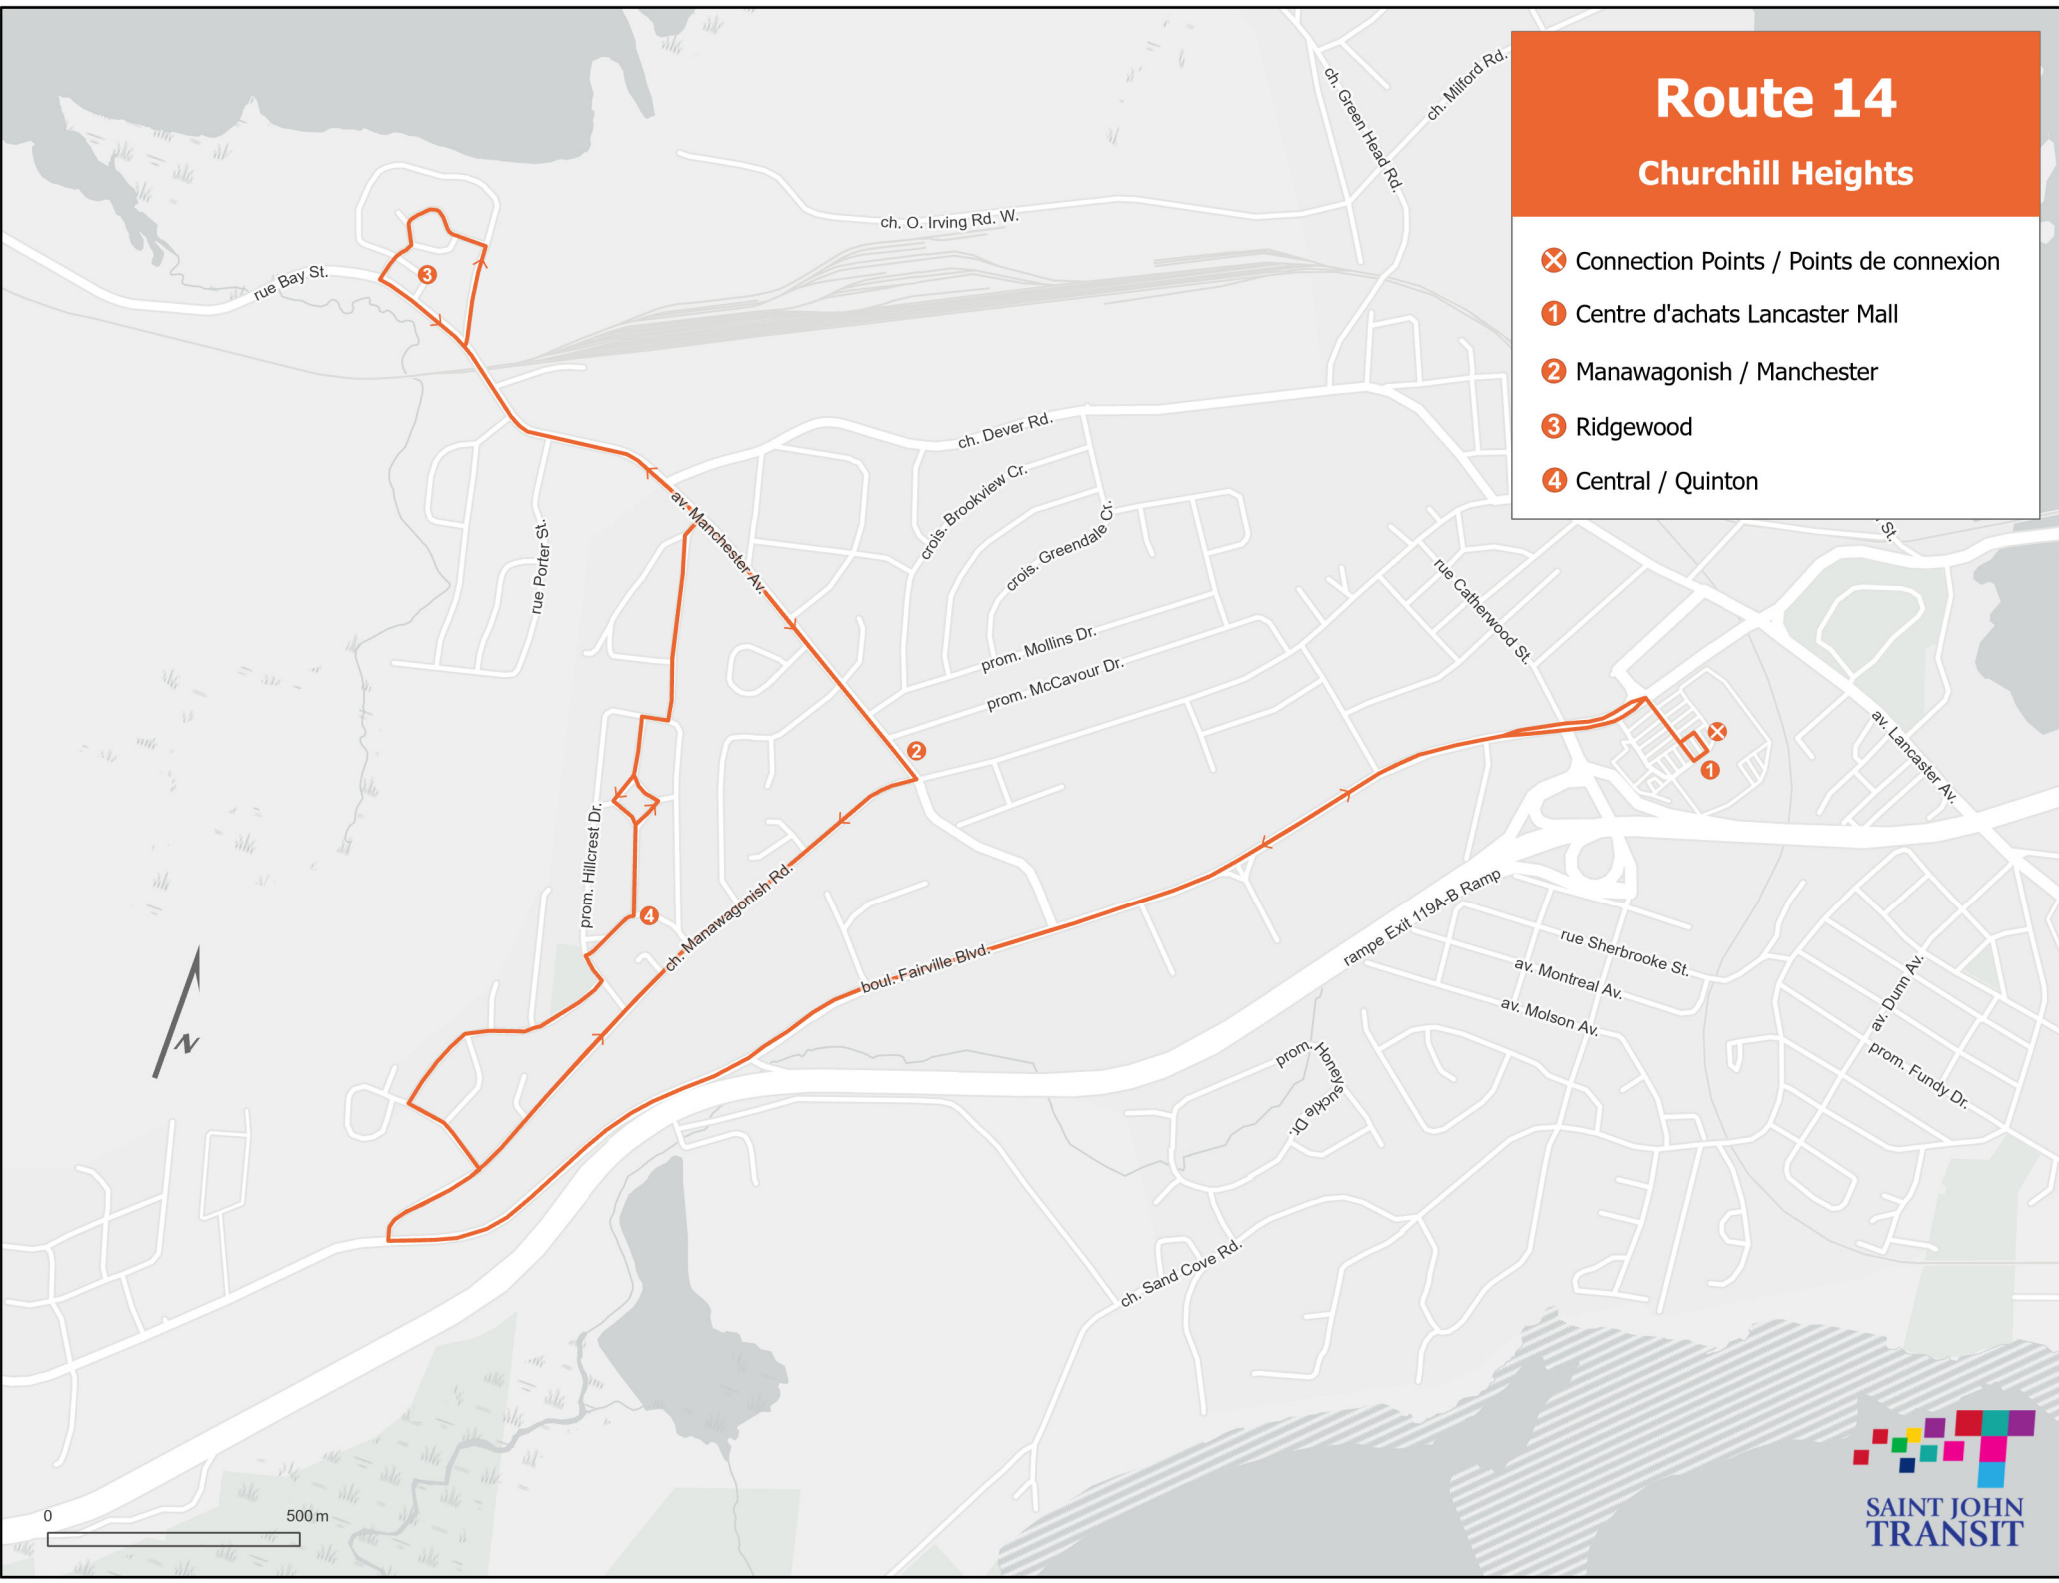 Route 14
Churchill Heights
Connection Points / Points de connexion
1 Centre d'achats Lancaster Mall
2 Manawagonish / Manchester
3 Ridgewood
4 Central / Quinton
ch. Green Head Rd.
ch. Milford Rd.
ch. O. Irving Rd. W.
rue Bay St.
3
ch. Dever Rd.
crois. Brookview Cr.
crois. Greendale Cr.
av. Manchester Av.
rue Porter St.
St.
rue Catherwood St.
prom. Mollins Dr.
prom. McCavour Dr.
2
1
av. Lancaster Av.
prom. Hillcrest Dr.
4
ch. Manawagonish Rd.
boul. Fairville Blvd.
rampe Exit 119A-B Ramp
rue Sherbrooke St.
av. Montreal Av.
av. Molson Av.
av. Dunn Av.
prom. Fundy Dr.
prom. Honeysuckle Dr.
ch. Sand Cove Rd.
N
0 500 m
SAINT JOHN
TRANSIT